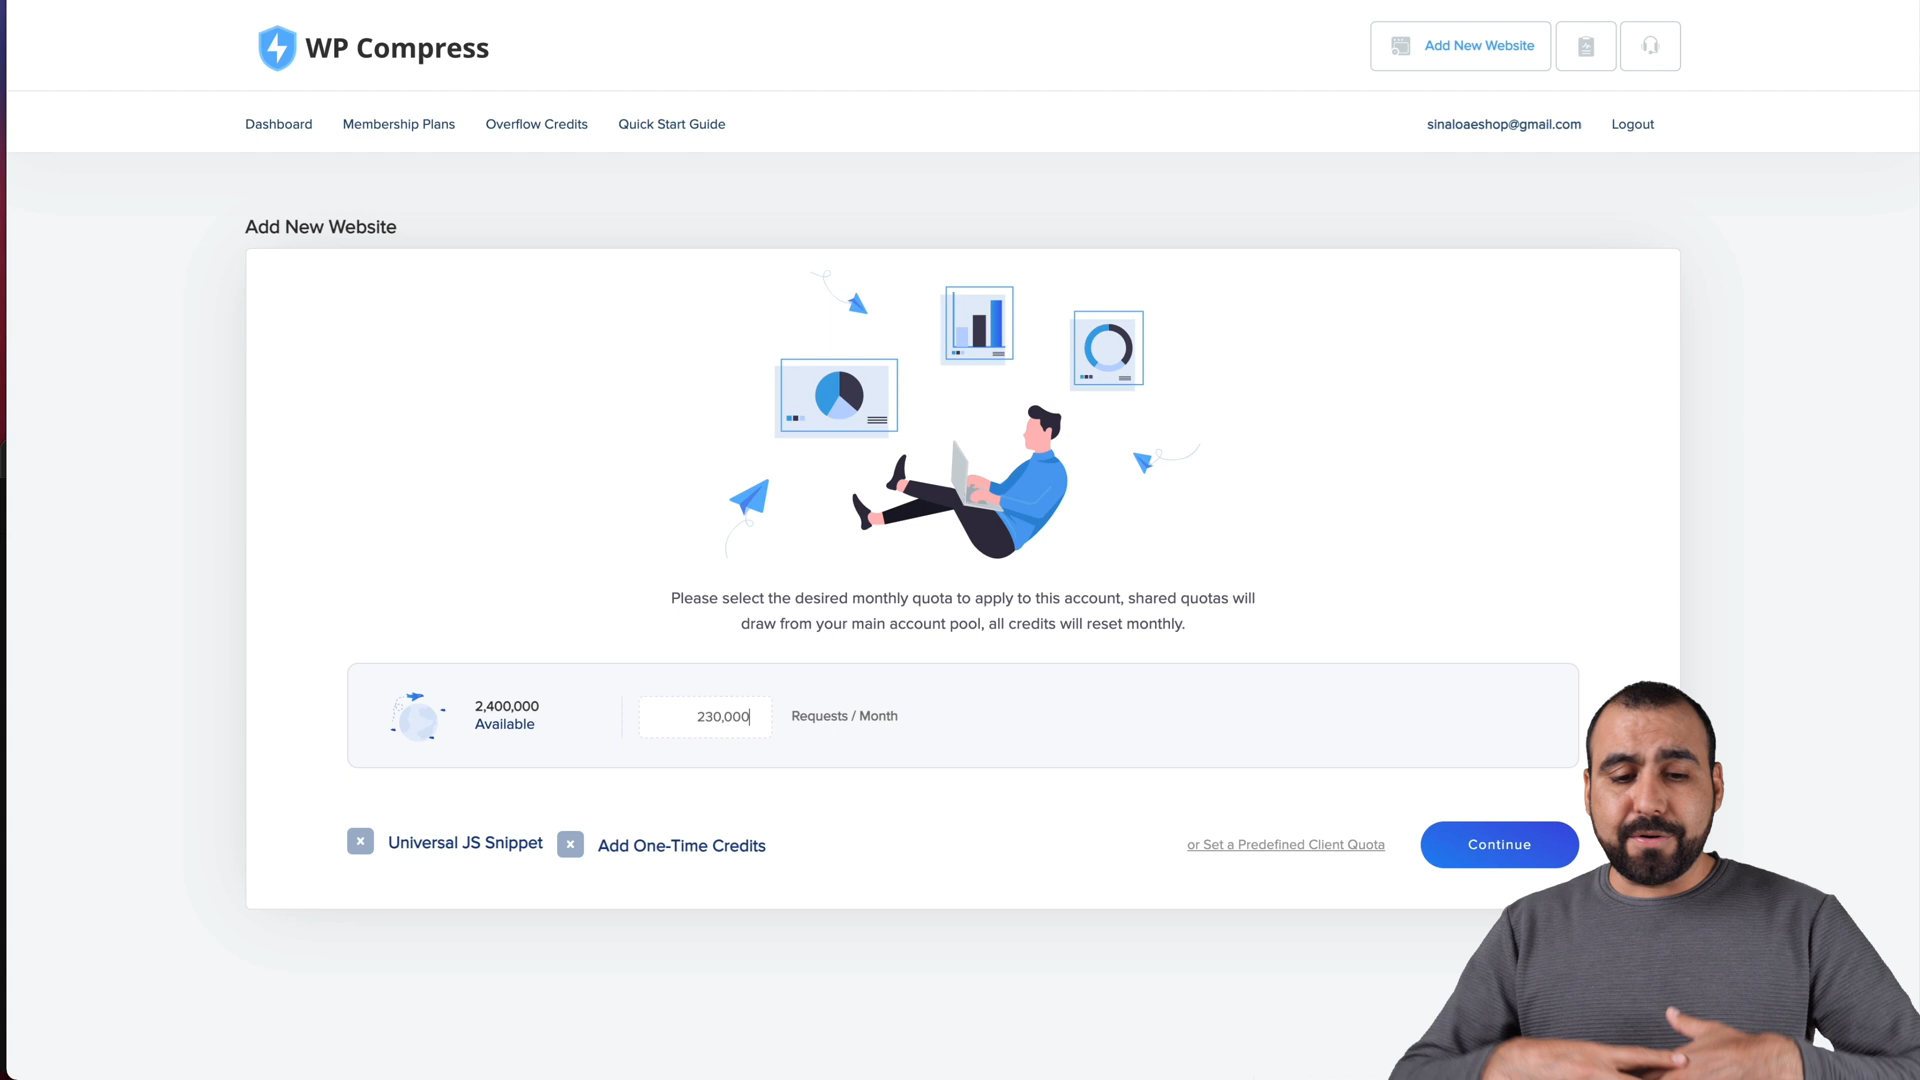 WP Compress
Add New Website
Dashboard
Membership Plans
Overflow Credits
Quick Start Guide
sinaloaeshop@gmail.com
Logout
Add New Website
Please select the desired monthly quota to apply to this account, shared quotas will
draw from your main account pool, all credits will reset monthly.
2,400,000
Available
230,000
Requests / Month
Universal JS Snippet
Add One-Time Credits
or Set a Predefined Client Quota
Continue